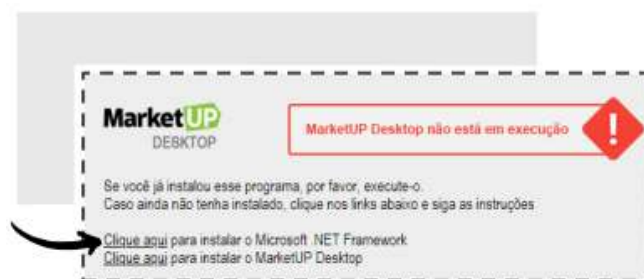 MarketUP
DESKTOP
MarketUP Desktop não está em execução
!
Se você já instalou esse programa, por favor, execute-o.
Caso ainda não tenha instalado, clique nos links abaixo e siga as instruções
Clique aqui para instalar o Microsoft .NET Framework
Clique aqui para instalar o MarketUP Desktop